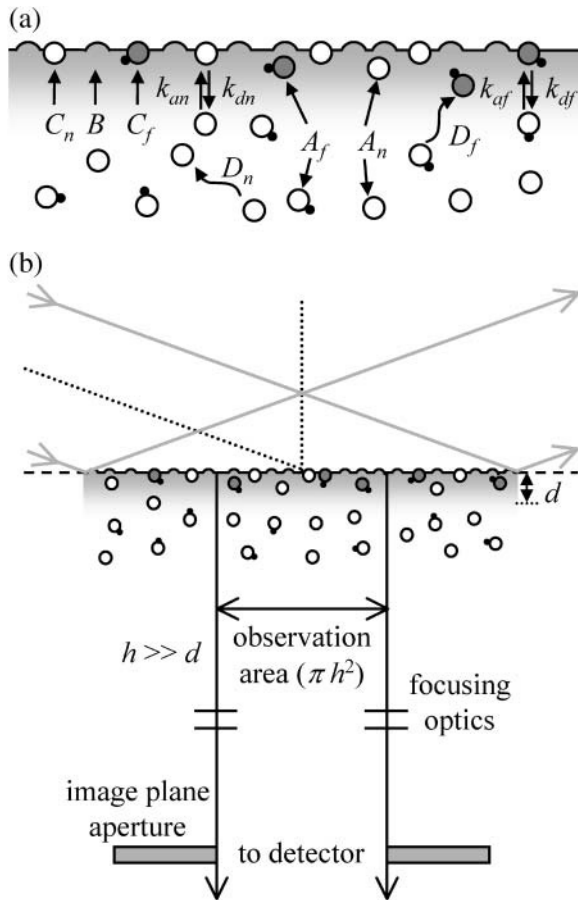 (a)
k_an k_dn k_af k_df
C_n B C_f A_f A_n D_f
D_n
(b)
d
h >> d
observation
area (π h²)
focusing
optics
image plane
aperture
to detector